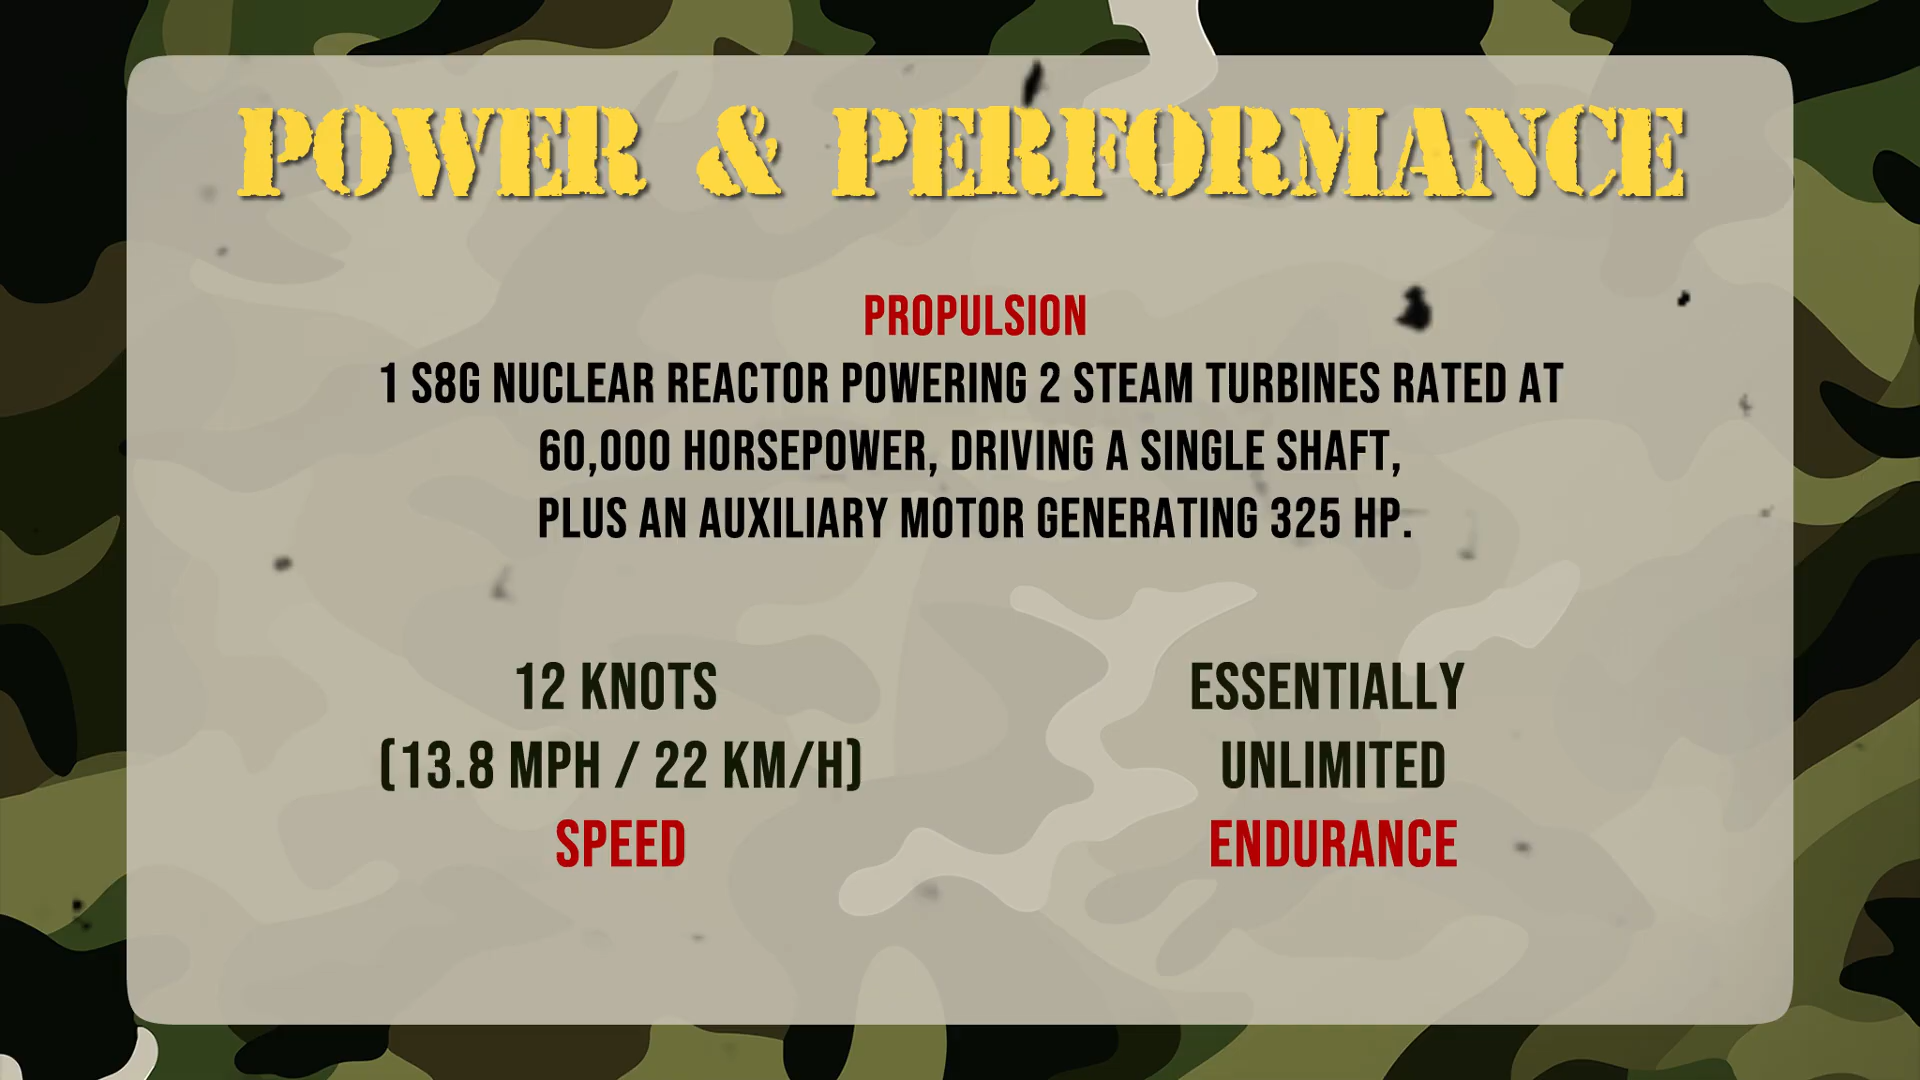 POWER & PERFORMANCE
PROPULSION
1 S8G NUCLEAR REACTOR POWERING 2 STEAM TURBINES RATED AT
60,000 HORSEPOWER, DRIVING A SINGLE SHAFT,
PLUS AN AUXILIARY MOTOR GENERATING 325 HP.
12 KNOTS
(13.8 MPH / 22 KM/H)
SPEED
ESSENTIALLY
UNLIMITED
ENDURANCE